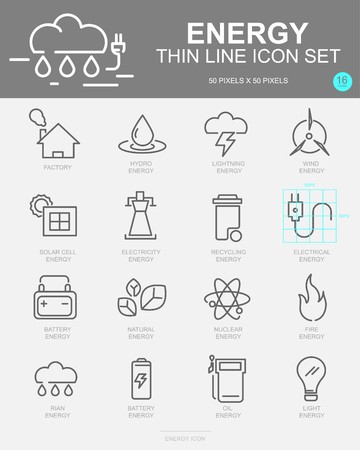 ENERGY
THIN LINE ICON SET
50 PIXELS X 50 PIXELS
16
FACTORY
HYDRO
ENERGY
LIGHTNING
ENERGY
WIND
ENERGY
SOLAR CELL
ENERGY
ELECTRICITY
ENERGY
RECYCLING
ENERGY
ELECTRICAL
ENERGY
BATTERY
ENERGY
NATURAL
ENERGY
NUCLEAR
ENERGY
FIRE
ENERGY
RIAN
ENERGY
BATTERY
ENERGY
OIL
ENERGY
LIGHT
ENERGY
ENERGY ICON